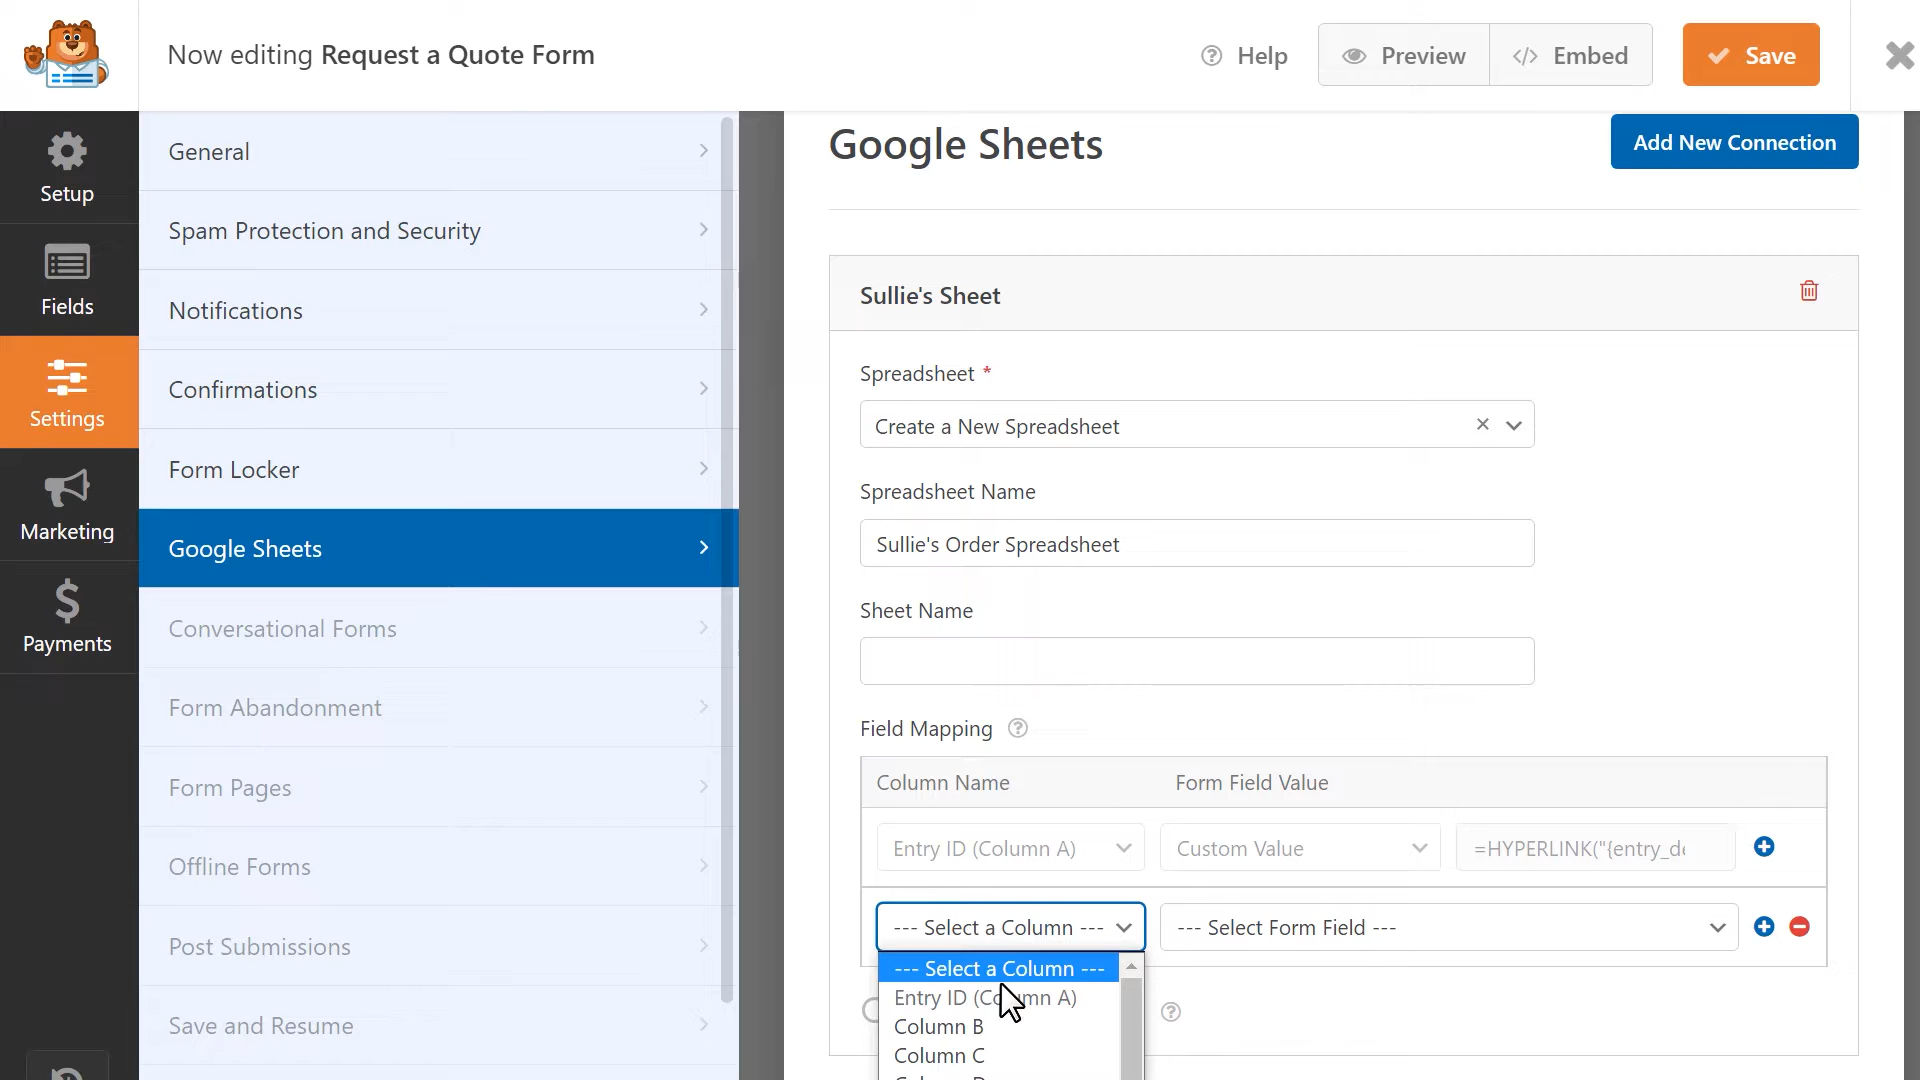 Now editing Request a Quote Form
Help
Preview
Embed
Save
Setup
Fields
Settings
Marketing
Payments
General
Spam Protection and Security
Notifications
Confirmations
Form Locker
Google Sheets
Conversational Forms
Form Abandonment
Form Pages
Offline Forms
Post Submissions
Save and Resume
Google Sheets
Add New Connection
Sullie's Sheet
Spreadsheet *
Create a New Spreadsheet
Spreadsheet Name
Sullie's Order Spreadsheet
Sheet Name
Field Mapping
Column Name Form Field Value
Entry ID (Column A) Custom Value =HYPERLINK("{entry_de
--- Select a Column --- --- Select Form Field ---
--- Select a Column ---
Entry ID (Column A)
Column B
Column C